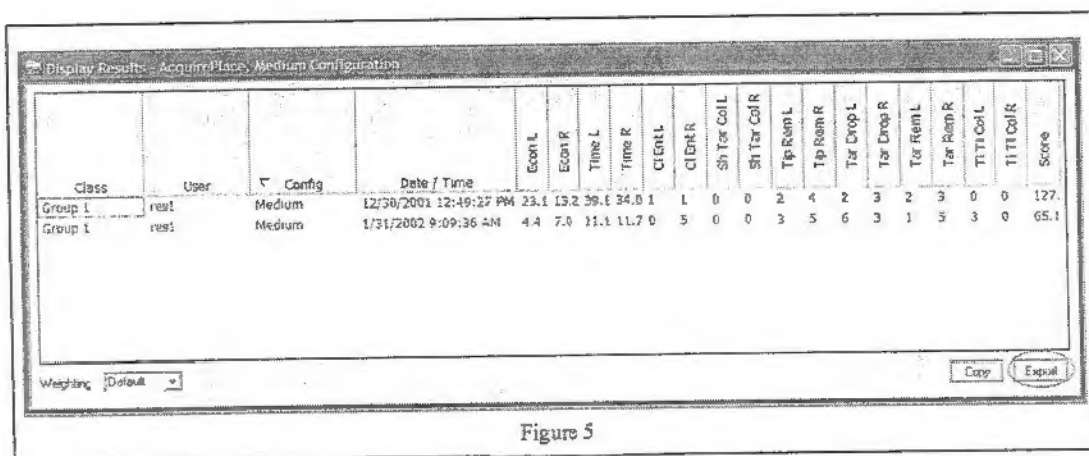 Display Results - AcquirePlace, Medium Configuration
Class User Config Date / Time Econ L Econ R Time L Time R Cl Ent L Cl Ent R Sh Tar Col L Sh Tar Col R Tip Rem L Tip Rem R Tar Drop L Tar Drop R Tar Rem L Tar Rem R Ti Ti Col L Ti Ti Col R Score
Group 1 res1 Medium 12/30/2001 12:49:27 PM 23.1 13.2 39.1 34.0 1 1 0 0 2 4 2 3 2 3 0 0 127.
Group 1 res1 Medium 1/31/2002 9:09:36 AM 4.4 7.0 11.1 11.7 0 5 0 0 3 5 6 3 1 5 3 0 65.1
Weighting Default Copy Export
Figure 5